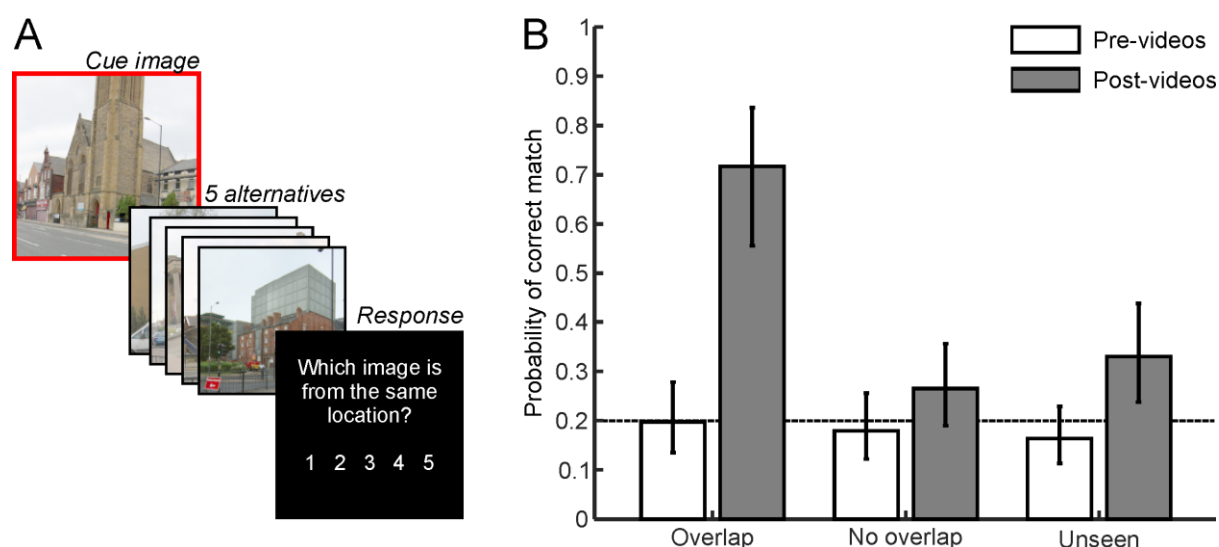 A
Cue image
5 alternatives
Response
Which image is
from the same
location?
1 2 3 4 5
B
Pre-videos
Post-videos
Probability of correct match
1
0.9
0.8
0.7
0.6
0.5
0.4
0.3
0.2
0.1
0
Overlap
No overlap
Unseen